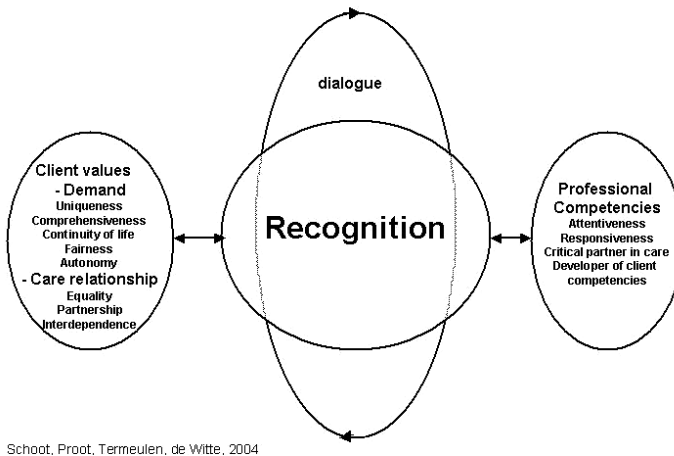 dialogue
Client values
- Demand
Uniqueness
Comprehensiveness
Continuity of life
Fairness
Autonomy
- Care relationship
Equality
Partnership
Interdependence
Recognition
Professional
Competencies
Attentiveness
Responsiveness
Critical partner in care
Developer of client
competencies
Schoot, Proot, Termeulen, de Witte, 2004